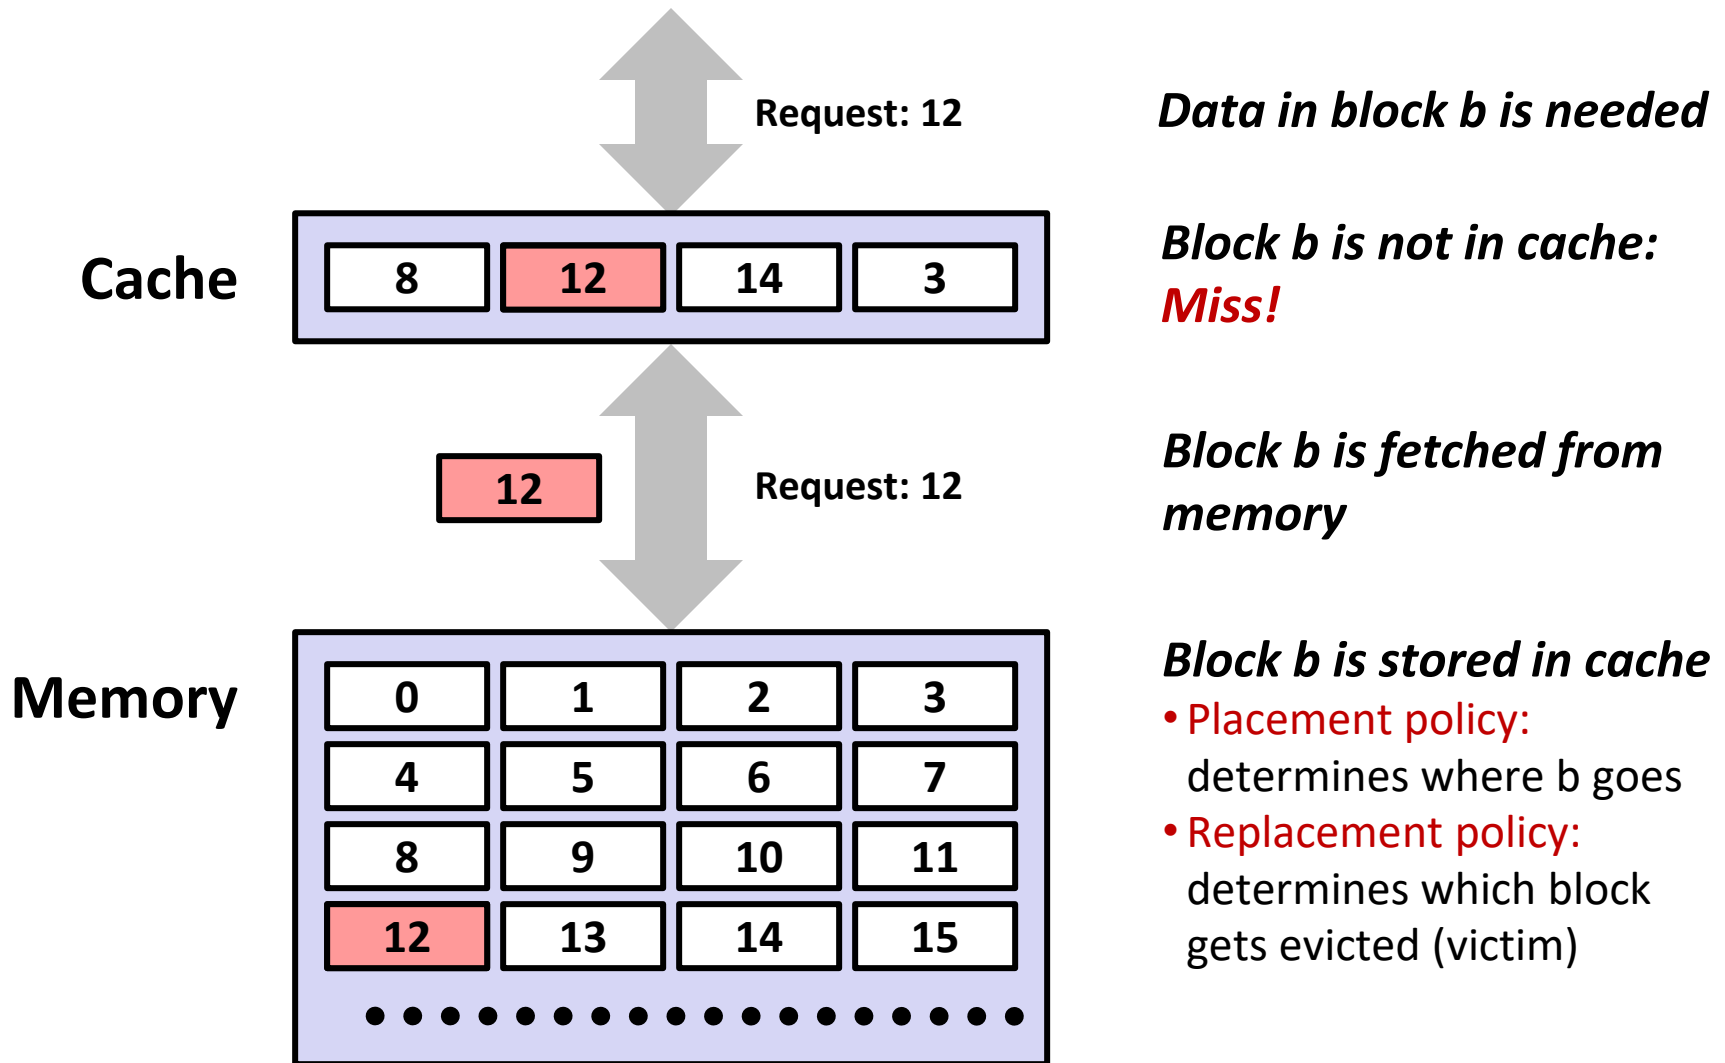 Request: 12
Data in block b is needed
Cache
8 12 14 3
Block b is not in cache:
Miss!
12
Request: 12
Block b is fetched from
memory
Memory
0 1 2 3
4 5 6 7
8 9 10 11
12 13 14 15
Block b is stored in cache
• Placement policy:
determines where b goes
• Replacement policy:
determines which block
gets evicted (victim)